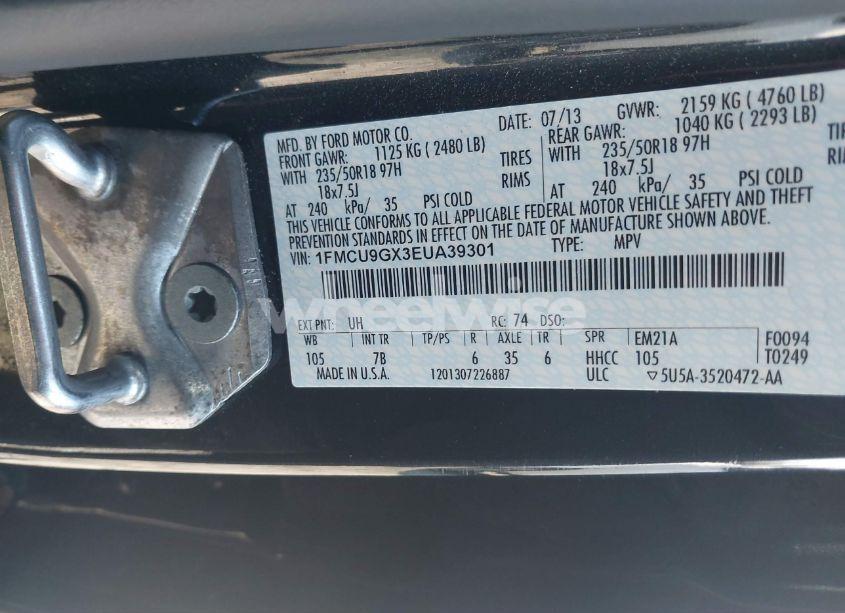 MFD. BY FORD MOTOR CO. DATE: 07/13 GVWR: 2159 KG ( 4760 LB)
FRONT GAWR: 1125 KG ( 2480 LB) REAR GAWR: 1040 KG ( 2293 LB)
WITH 235/50R18 97H TIRES WITH 235/50R18 97H TIRES
18x7.5J RIMS 18x7.5J RIMS
AT 240 kPa/ 35 PSI COLD AT 240 kPa/ 35 PSI COLD
THIS VEHICLE CONFORMS TO ALL APPLICABLE FEDERAL MOTOR VEHICLE SAFETY AND THEFT
PREVENTION STANDARDS IN EFFECT ON THE DATE OF MANUFACTURE SHOWN ABOVE.
VIN: 1FMCU9GX3EUA39301 TYPE: MPV
wheelwise
EXT PNT: UH RC: 74 DSO:
WB INT TR TP/PS R AXLE TR SPR EM21A F0094
105 7B 6 35 6 HHCC 105 T0249
MADE IN U.S.A. 1201307226887 ULC ▽5U5A-3520472-AA